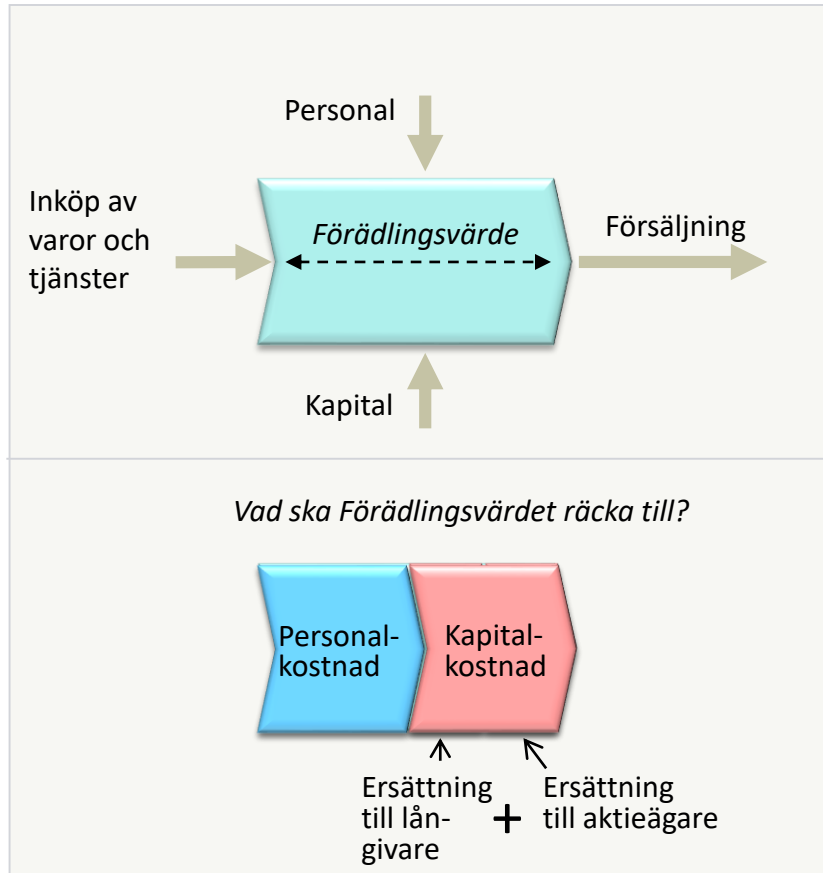 Personal
Inköp av
varor och
tjänster
Förädlingsvärde
Försäljning
Kapital
Vad ska Förädlingsvärdet räcka till?
Personal-
kostnad
Kapital-
kostnad
Ersättning
till lån-
givare
+
Ersättning
till aktieägare